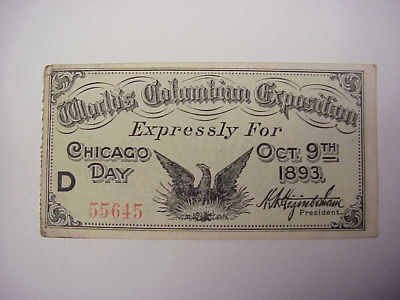 World's Columbian Exposition
Expressly For
CHICAGO DAY
OCT. 9TH 1893.
D
55645
H.N.Higinbotham
President.